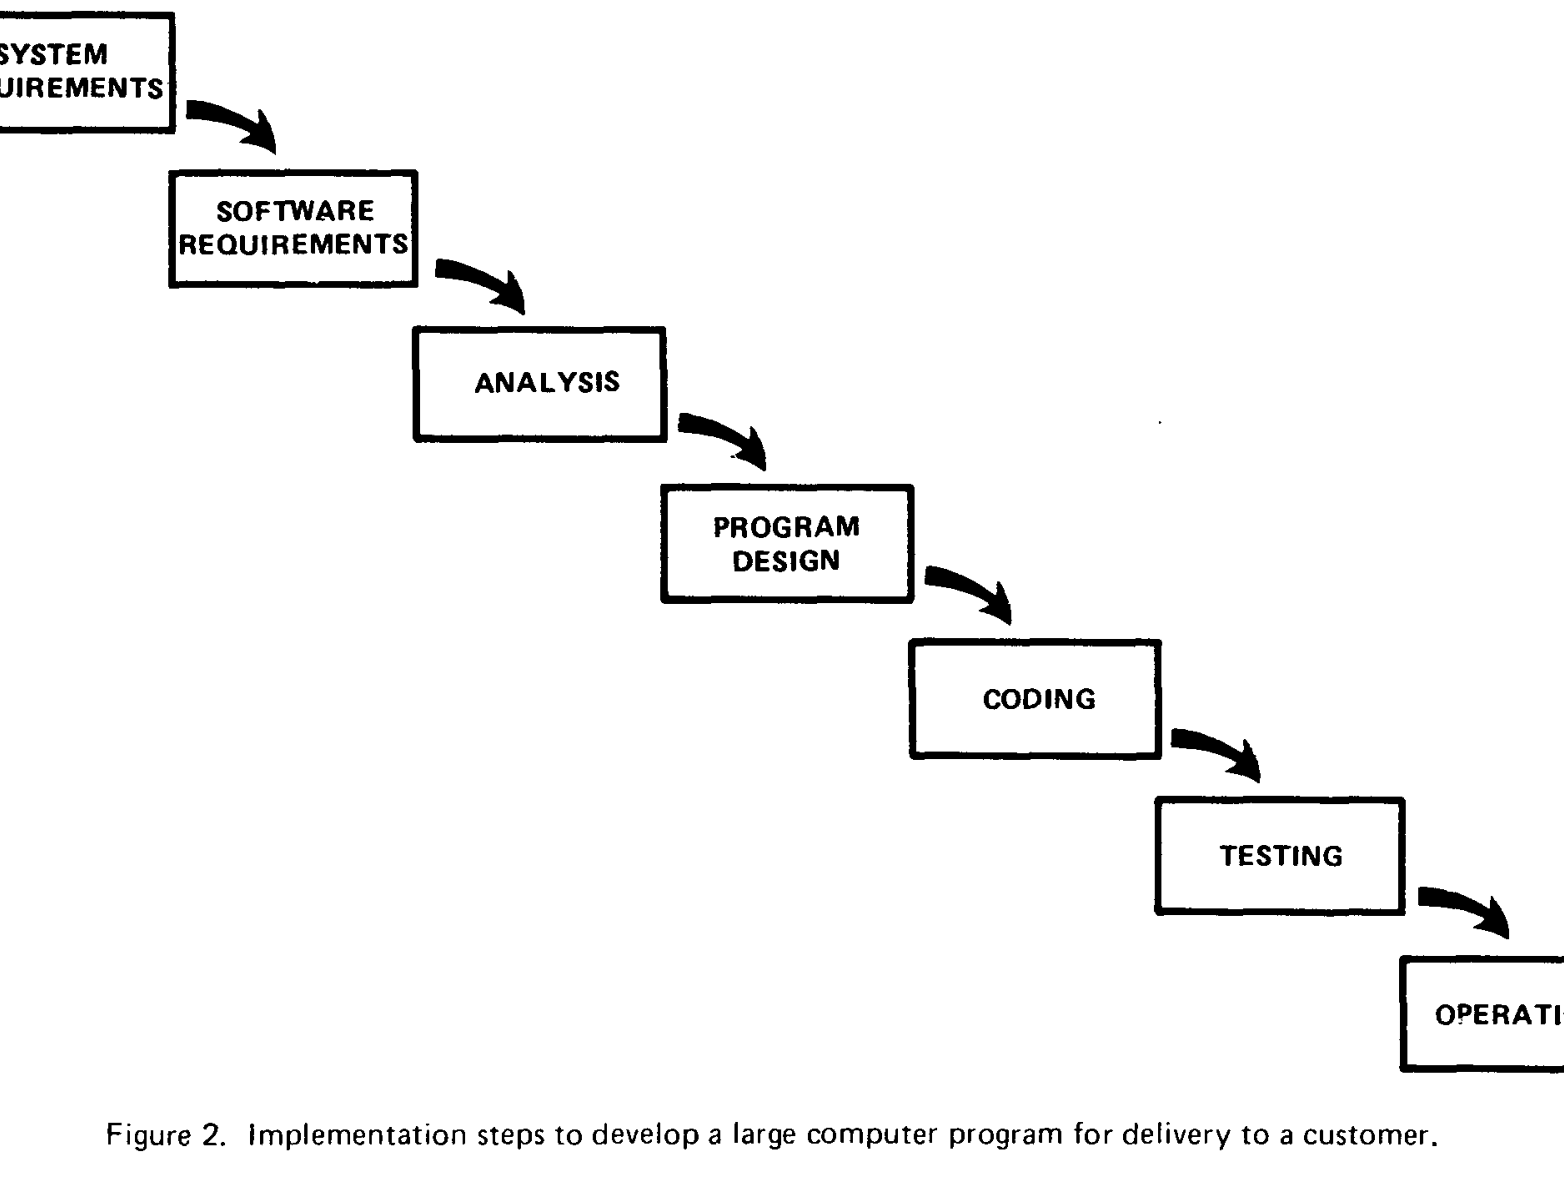 SYSTEM
UIREMENTS
SOFTWARE
REQUIREMENTS
ANALYSIS
PROGRAM
DESIGN
CODING
TESTING
OPERATI
Figure 2. Implementation steps to develop a large computer program for delivery to a customer.